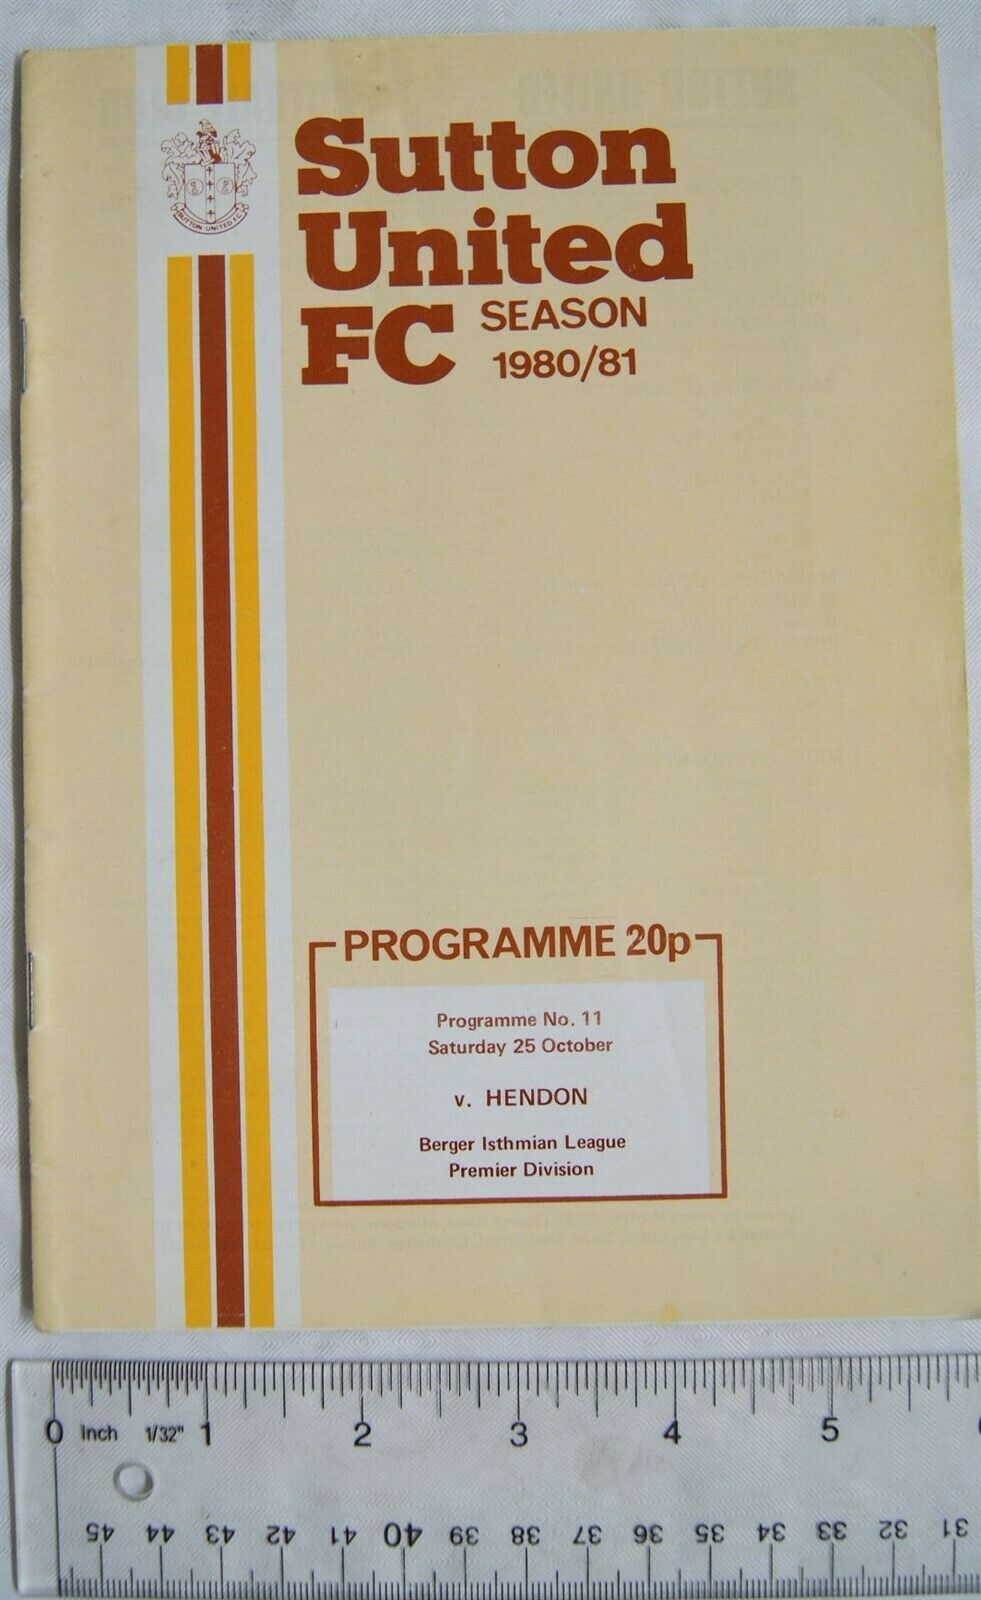 Sutton
United
FC SEASON
1980/81
SUTTON UNITED F.C.
PROGRAMME 20p
Programme No. 11
Saturday 25 October
v. HENDON
Berger Isthmian League
Premier Division
0 Inch 1/32" 1 2 3 4 5
45 44 43 42 41 40 39 38 37 36 35 34 33 32 31